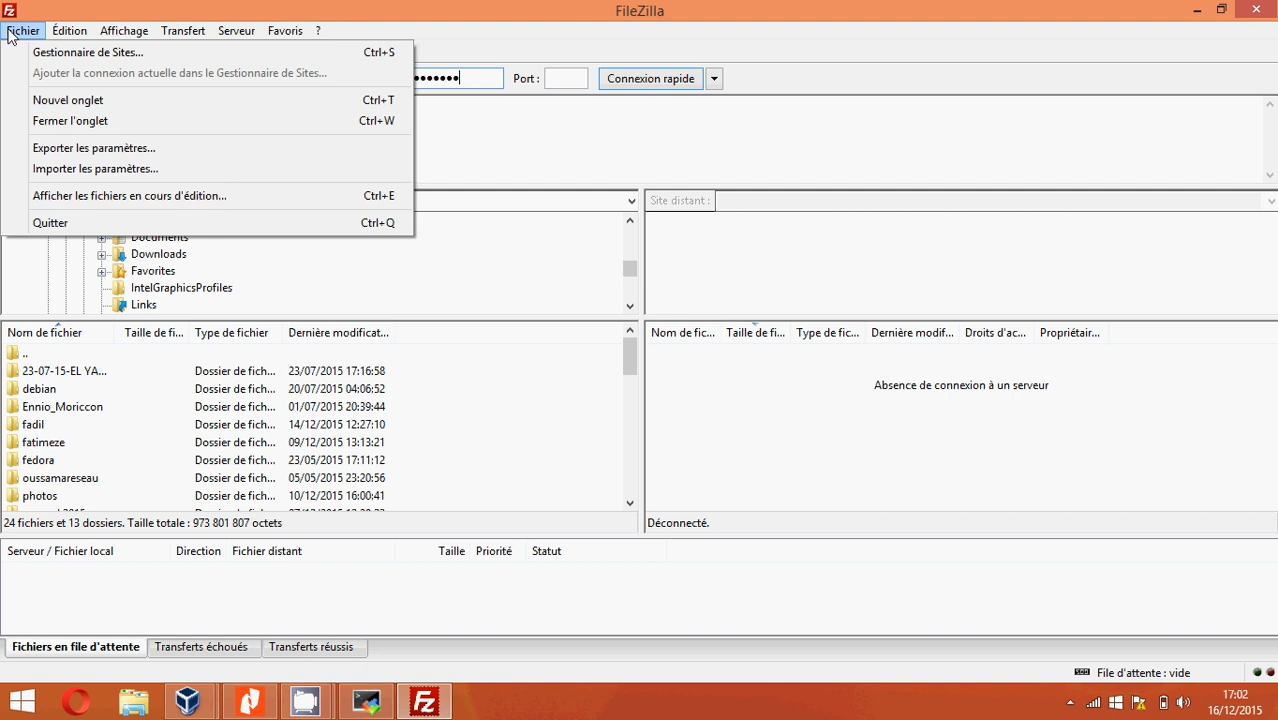 FileZilla
Fichier Édition Affichage Transfert Serveur Favoris ?
Gestionnaire de Sites... Ctrl+S
Ajouter la connexion actuelle dans le Gestionnaire de Sites...
Nouvel onglet Ctrl+T
Fermer l'onglet Ctrl+W
Exporter les paramètres...
Importer les paramètres...
Afficher les fichiers en cours d'édition... Ctrl+E
Quitter Ctrl+Q
Port : Connexion rapide
Site distant :
Documents
Downloads
Favorites
IntelGraphicsProfiles
Links
Nom de fichier Taille de fi... Type de fichier Dernière modificat...
..
23-07-15-EL YA... Dossier de fich... 23/07/2015 17:16:58
debian Dossier de fich... 20/07/2015 04:06:52
Ennio_Moriccon Dossier de fich... 01/07/2015 20:39:44
fadil Dossier de fich... 14/12/2015 12:27:10
fatimeze Dossier de fich... 09/12/2015 13:13:21
fedora Dossier de fich... 23/05/2015 17:11:12
oussamareseau Dossier de fich... 05/05/2015 23:20:56
photos Dossier de fich... 10/12/2015 16:00:41
24 fichiers et 13 dossiers. Taille totale : 973 801 807 octets
Nom de fic... Taille de fi... Type de fic... Dernière modif... Droits d'ac... Propriétair...
Absence de connexion à un serveur
Déconnecté.
Serveur / Fichier local Direction Fichier distant Taille Priorité Statut
Fichiers en file d'attente Transferts échoués Transferts réussis
File d'attente : vide
17:02
16/12/2015